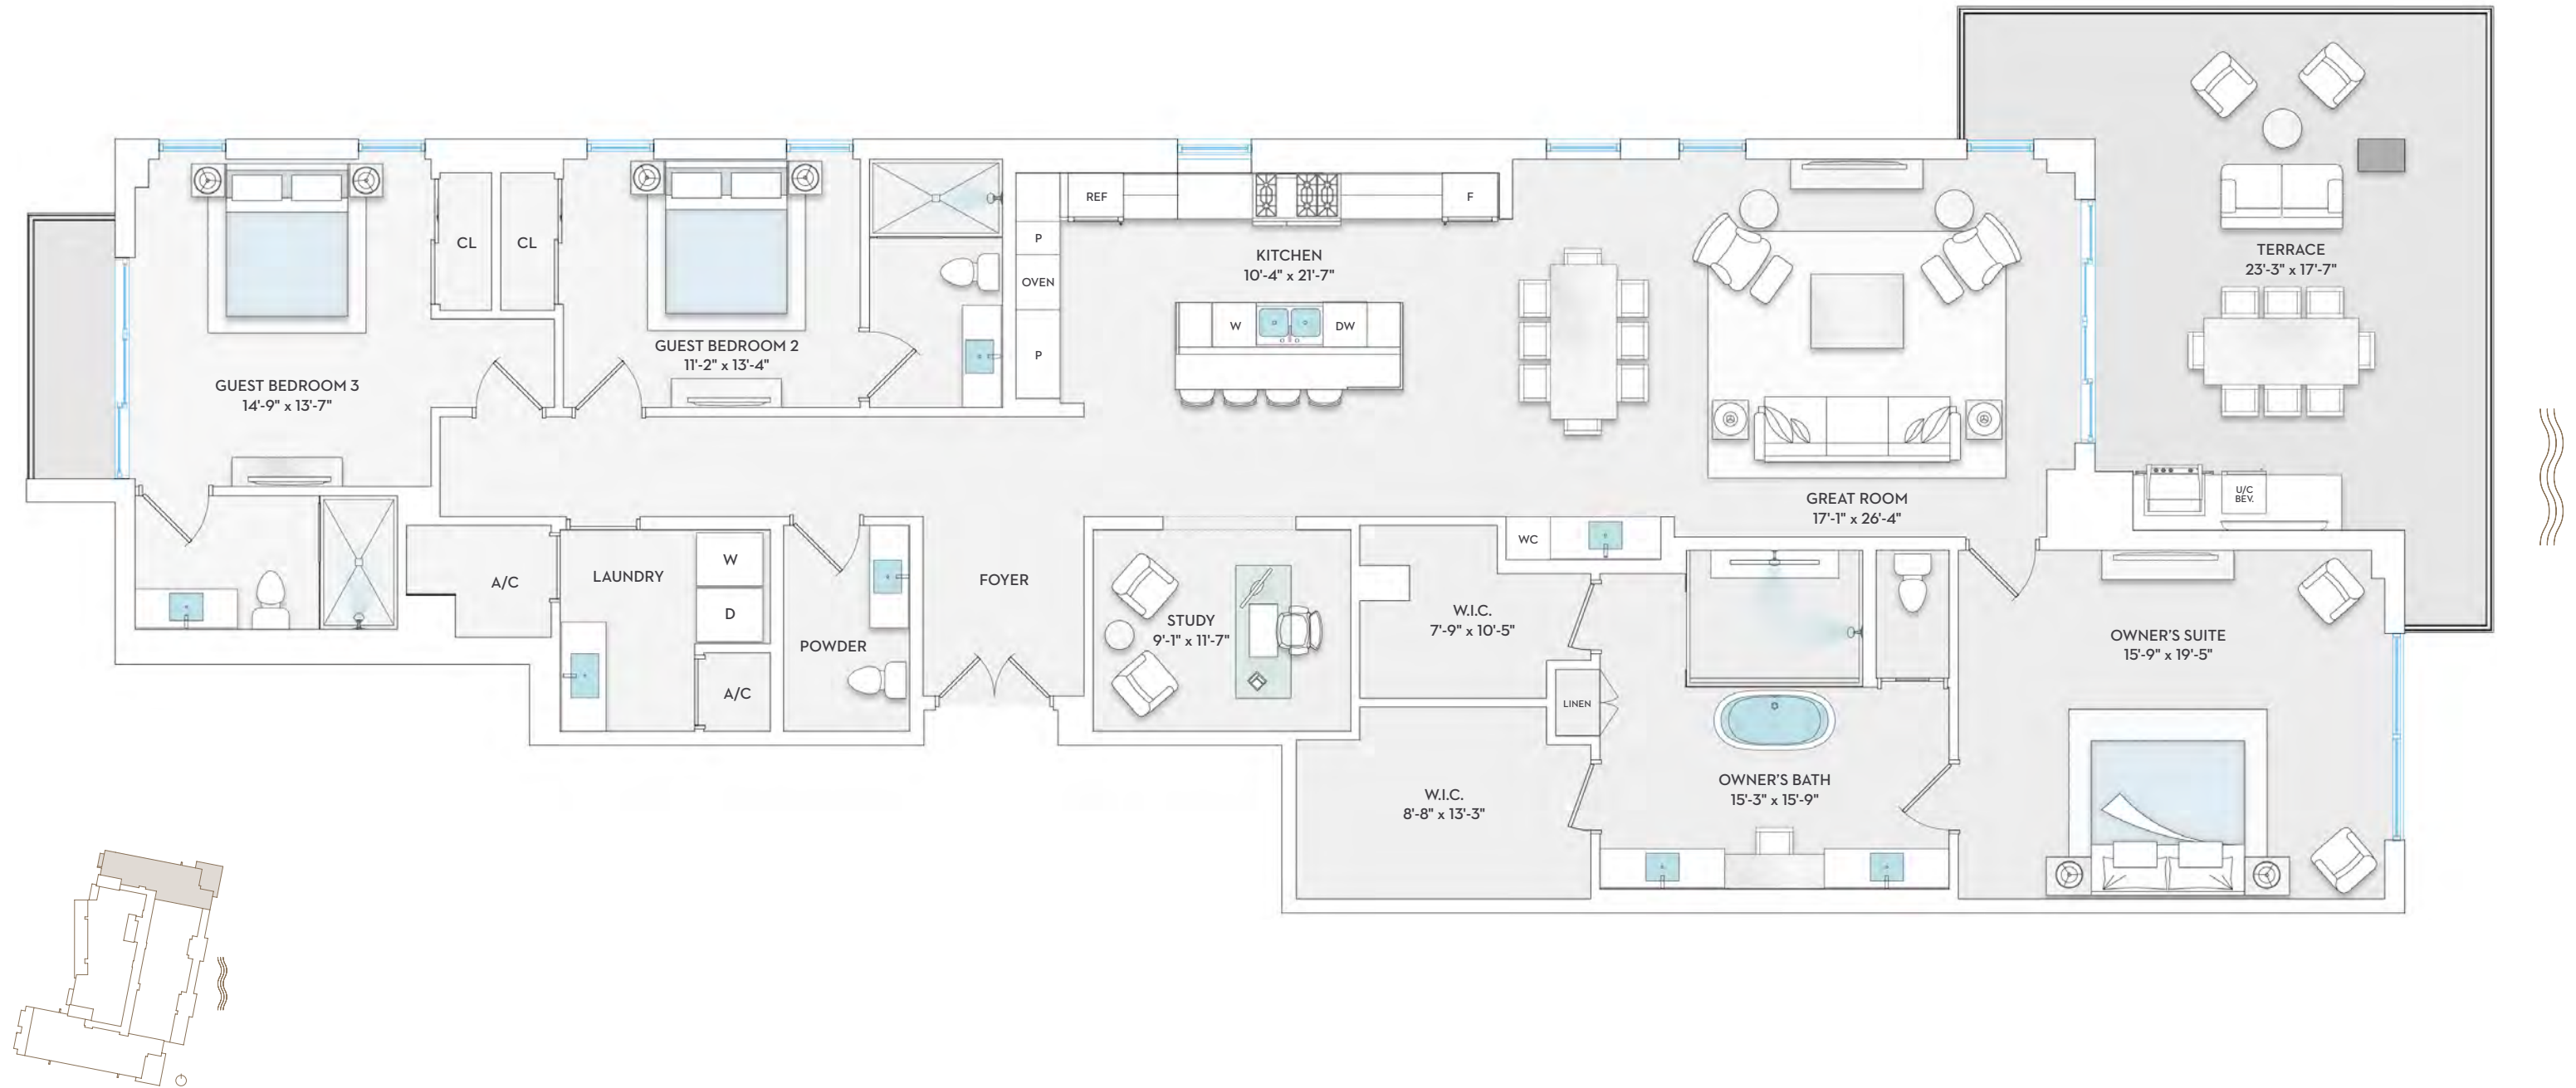 REF
F
P
OVEN
P
CL
CL
KITCHEN
10'-4" x 21'-7"
W
DW
TERRACE
23'-3" x 17'-7"
GUEST BEDROOM 2
11'-2" x 13'-4"
GUEST BEDROOM 3
14'-9" x 13'-7"
GREAT ROOM
17'-1" x 26'-4"
U/C
BEV.
WC
A/C
LAUNDRY
W
D
A/C
POWDER
FOYER
STUDY
9'-1" x 11'-7"
W.I.C.
7'-9" x 10'-5"
LINEN
OWNER'S SUITE
15'-9" x 19'-5"
W.I.C.
8'-8" x 13'-3"
OWNER'S BATH
15'-3" x 15'-9"